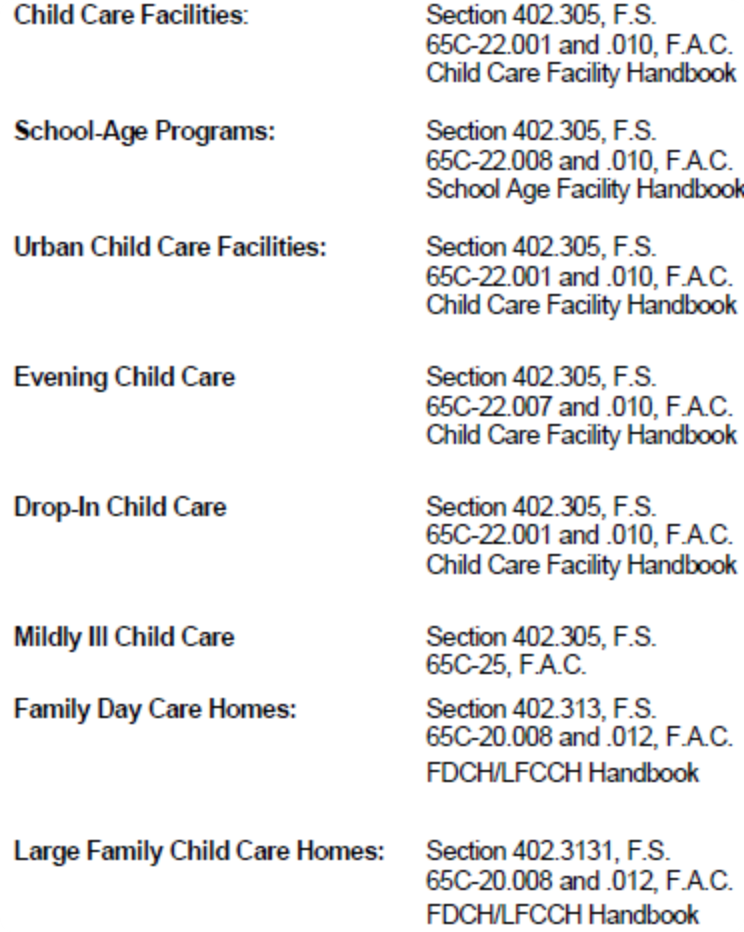 Child Care Facilities: Section 402.305, F.S.
65C-22.001 and .010, F.A.C.
Child Care Facility Handbook
School-Age Programs: Section 402.305, F.S.
65C-22.008 and .010, F.A.C.
School Age Facility Handbook
Urban Child Care Facilities: Section 402.305, F.S.
65C-22.001 and .010, F.A.C.
Child Care Facility Handbook
Evening Child Care Section 402.305, F.S.
65C-22.007 and .010, F.A.C.
Child Care Facility Handbook
Drop-In Child Care Section 402.305, F.S.
65C-22.001 and .010, F.A.C.
Child Care Facility Handbook
Mildly Ill Child Care Section 402.305, F.S.
65C-25, F.A.C.
Family Day Care Homes: Section 402.313, F.S.
65C-20.008 and .012, F.A.C.
FDCH/LFCCH Handbook
Large Family Child Care Homes: Section 402.3131, F.S.
65C-20.008 and .012, F.A.C.
FDCH/LFCCH Handbook